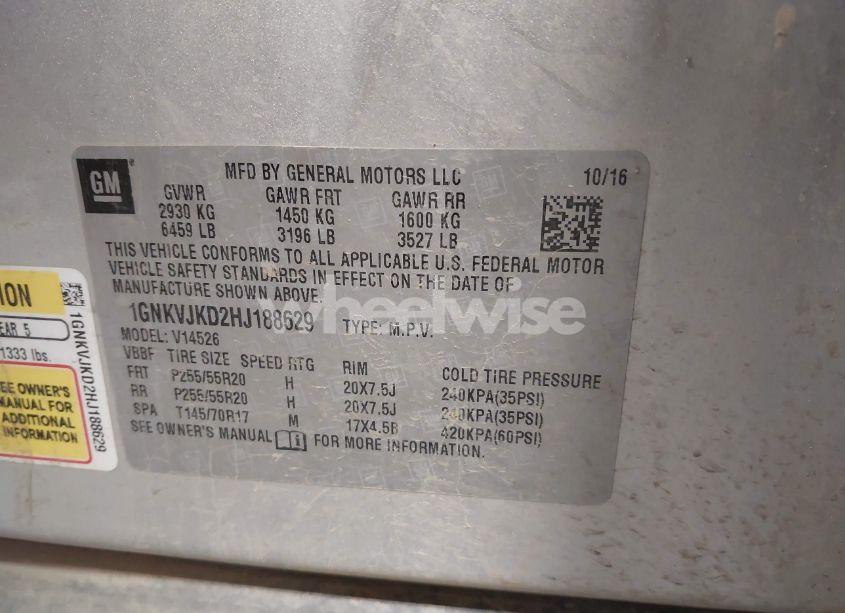 GM
MFD BY GENERAL MOTORS LLC 10/16
GVWR GAWR FRT GAWR RR
2930 KG 1450 KG 1600 KG
6459 LB 3196 LB 3527 LB
THIS VEHICLE CONFORMS TO ALL APPLICABLE U.S. FEDERAL MOTOR
VEHICLE SAFETY STANDARDS IN EFFECT ON THE DATE OF
MANUFACTURE SHOWN ABOVE.
1GNKVJKD2HJ188629 TYPE: M.P.V.
MODEL: V14526
VBBF TIRE SIZE SPEED RTG RIM COLD TIRE PRESSURE
FRT P255/55R20 H 20X7.5J 240KPA(35PSI)
RR P255/55R20 H 20X7.5J 240KPA(35PSI)
SPA T145/70R17 M 17X4.5B 420KPA(60PSI)
SEE OWNER'S MANUAL FOR MORE INFORMATION.
wheelwise
ION
EAR 5
1333 lbs.
EE OWNER'S
MANUAL FOR
ADDITIONAL
INFORMATION
1GNKVJKD2HJ188629